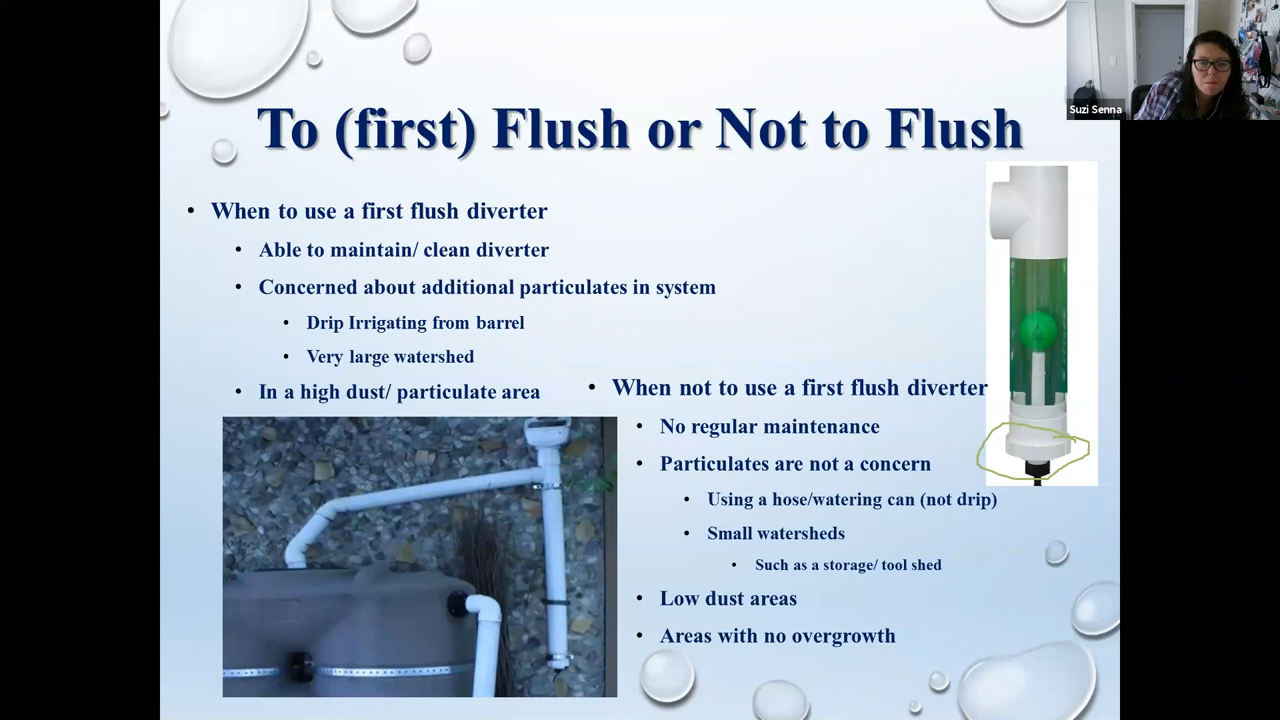 Suzi Senna
To (first) Flush or Not to Flush
• When to use a first flush diverter
• Able to maintain/ clean diverter
• Concerned about additional particulates in system
• Drip Irrigating from barrel
• Very large watershed
• In a high dust/ particulate area
• When not to use a first flush diverter
• No regular maintenance
• Particulates are not a concern
• Using a hose/watering can (not drip)
• Small watersheds
• Such as a storage/ tool shed
• Low dust areas
• Areas with no overgrowth